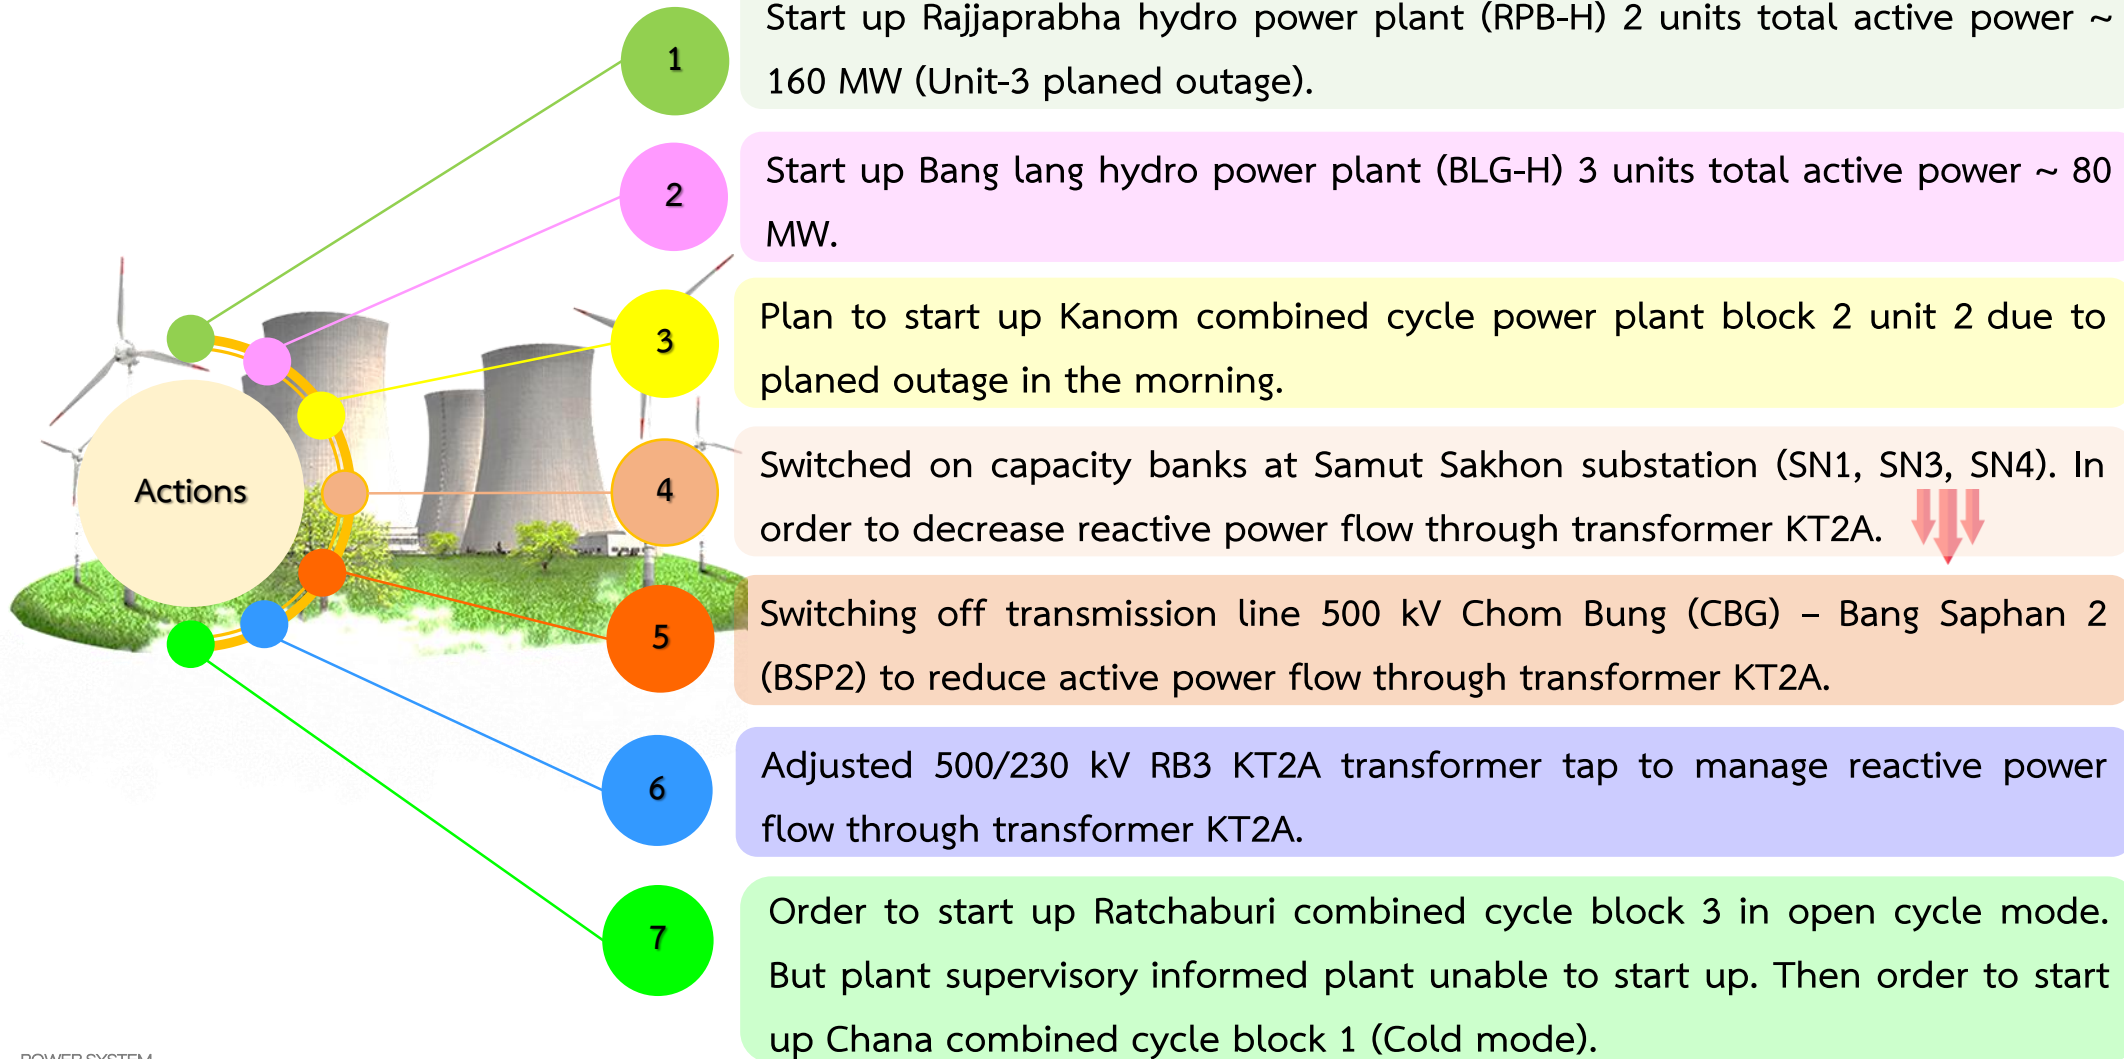 1
Start up Rajjaprabha hydro power plant (RPB-H) 2 units total active power ~
160 MW (Unit-3 planed outage).
2
Start up Bang lang hydro power plant (BLG-H) 3 units total active power ~ 80
MW.
3
Plan to start up Kanom combined cycle power plant block 2 unit 2 due to
planed outage in the morning.
Actions
4
Switched on capacity banks at Samut Sakhon substation (SN1, SN3, SN4). In
order to decrease reactive power flow through transformer KT2A.
5
Switching off transmission line 500 kV Chom Bung (CBG) – Bang Saphan 2
(BSP2) to reduce active power flow through transformer KT2A.
6
Adjusted 500/230 kV RB3 KT2A transformer tap to manage reactive power
flow through transformer KT2A.
7
Order to start up Ratchaburi combined cycle block 3 in open cycle mode.
But plant supervisory informed plant unable to start up. Then order to start
up Chana combined cycle block 1 (Cold mode).
POWER SYSTEM